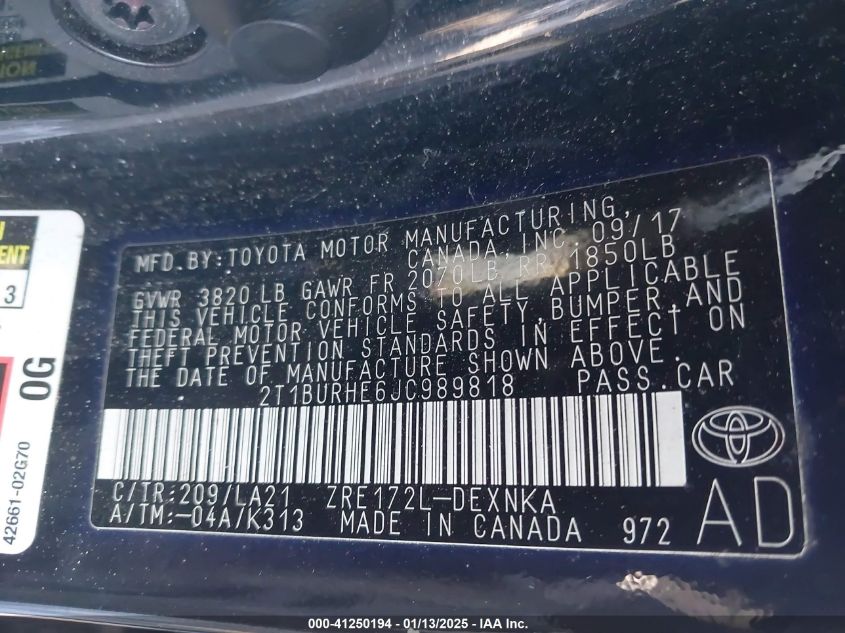 MFD. BY: TOYOTA MOTOR MANUFACTURING,
CANADA, INC. 09/17
GVWR 3820 LB GAWR FR 2070LB RR 1850LB
THIS VEHICLE CONFORMS TO ALL APPLICABLE
FEDERAL MOTOR VEHICLE SAFETY, BUMPER, AND
THEFT PREVENTION STANDARDS IN EFFECT ON
THE DATE OF MANUFACTURE SHOWN ABOVE.
2T1BURHE6JC989818 PASS. CAR
C/TR: 209/LA21 ZRE172L-DEXNKA
A/TM: -04A/K313 MADE IN CANADA 972
AD
3
0G
42661-02G70
000-41250194 - 01/13/2025 - IAA Inc.